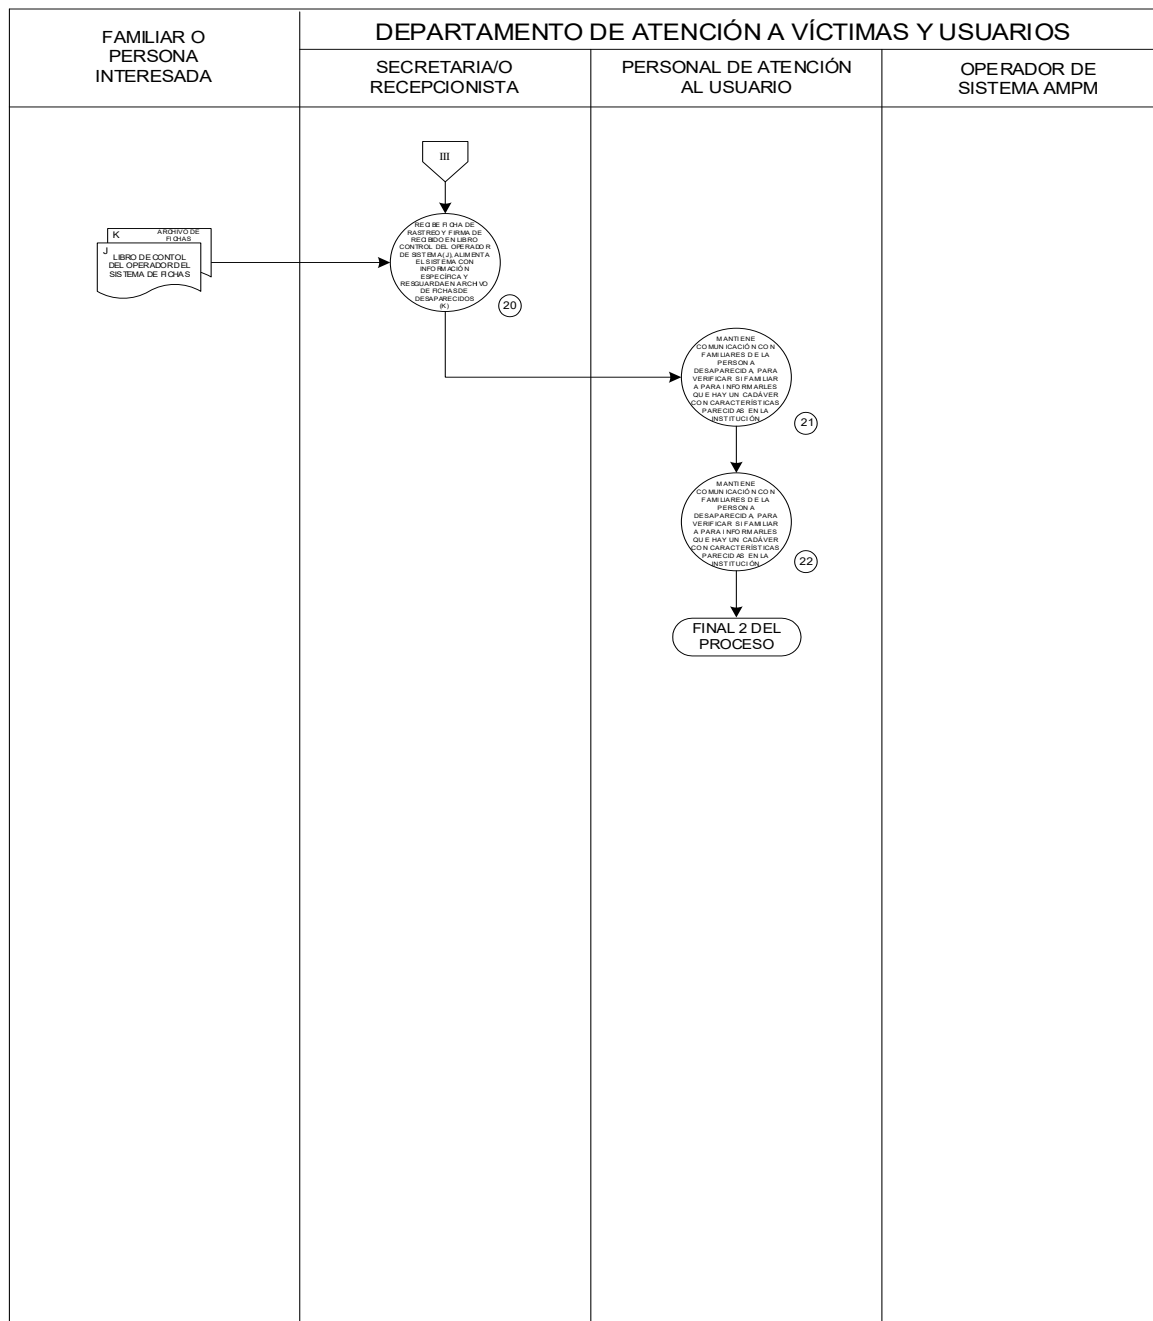 FAMILIAR O
PERSONA
INTERESADA
DEPARTAMENTO DE ATENCIÓN A VÍCTIMAS Y USUARIOS
SECRETARIA/O
RECEPCIONISTA
PERSONAL DE ATENCIÓN
AL USUARIO
OPERADOR DE
SISTEMA AMPM
III
K
ARCHIVO DE
FICHAS
J
LIBRO DE CONTOL
DEL OPERADOR DEL
SISTEMA DE FICHAS
RECIBE FICHA DE
RASTREO Y FIRMA DE
RECIBIDO EN LIBRO
CONTROL DEL OPERADOR
DE SISTEMA (J), ALIMENTA
EL SISTEMA CON
INFORMACIÓN
ESPECÍFICA Y
RESGUARDA EN ARCHIVO
DE FICHAS DE
DESAPARECIDOS
(K)
20
MANTIENE
COMUNICACIÓN CON
FAMILIARES DE LA
PERSONA
DESAPARECIDA, PARA
VERIFICAR SI FAMILIAR
A PARA INFORMARLES
QUE HAY UN CADÁVER
CON CARACTERÍSTICAS
PARECIDAS EN LA
INSTITUCIÓN
21
MANTIENE
COMUNICACIÓN CON
FAMILIARES DE LA
PERSONA
DESAPARECIDA, PARA
VERIFICAR SI FAMILIAR
A PARA INFORMARLES
QUE HAY UN CADÁVER
CON CARACTERÍSTICAS
PARECIDAS EN LA
INSTITUCIÓN
22
FINAL 2 DEL
PROCESO